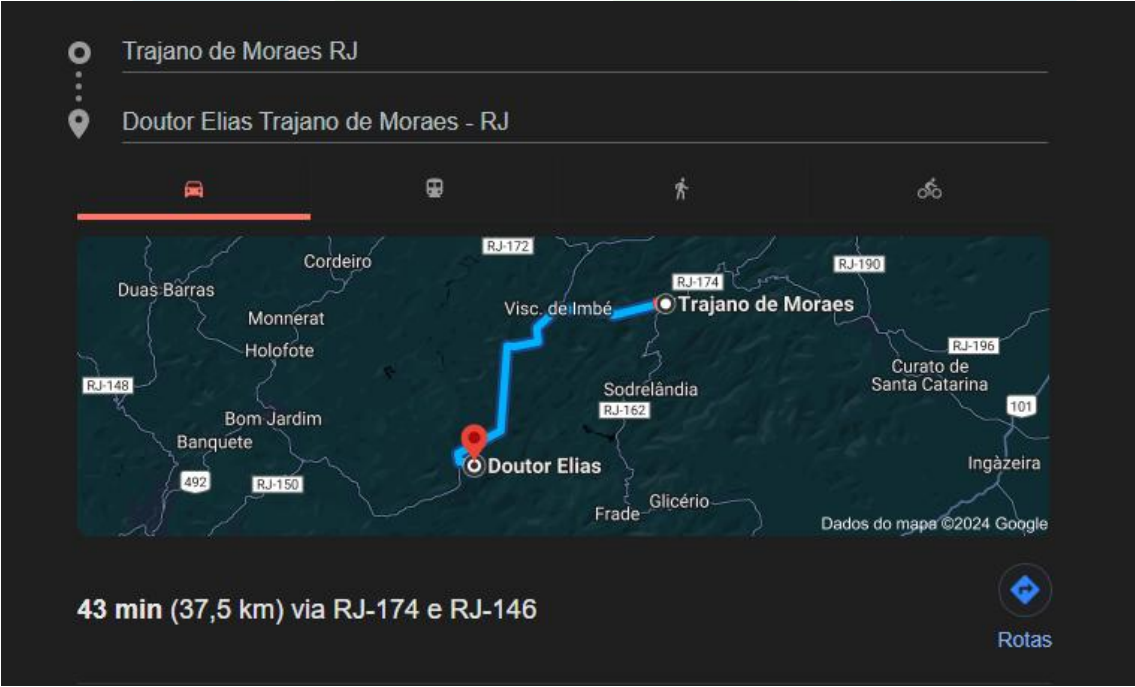 Trajano de Moraes RJ
Doutor Elias Trajano de Moraes - RJ
RJ-172
Cordeiro
RJ-190
Duas Barras
RJ-174
Visc. de Imbé
Trajano de Moraes
Monnerat
Holofote
RJ-196
Curato de
Santa Catarina
RJ-148
Sodrelândia
RJ-162
101
Bom Jardim
Banquete
Doutor Elias
Ingàzeira
492
RJ-150
Glicério
Frade
Dados do mapa ©2024 Google
43 min (37,5 km) via RJ-174 e RJ-146
Rotas